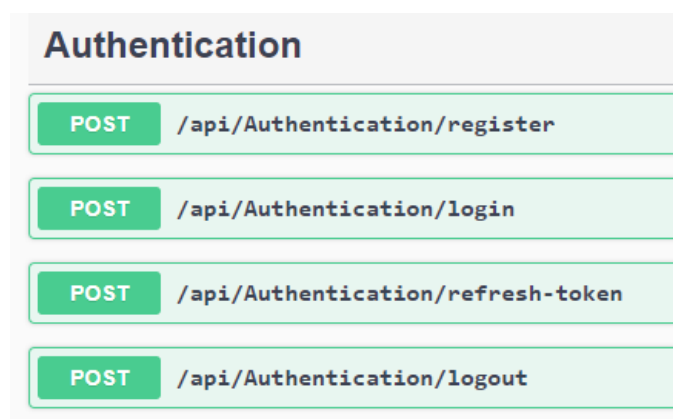 Authentication
POST /api/Authentication/register
POST /api/Authentication/login
POST /api/Authentication/refresh-token
POST /api/Authentication/logout